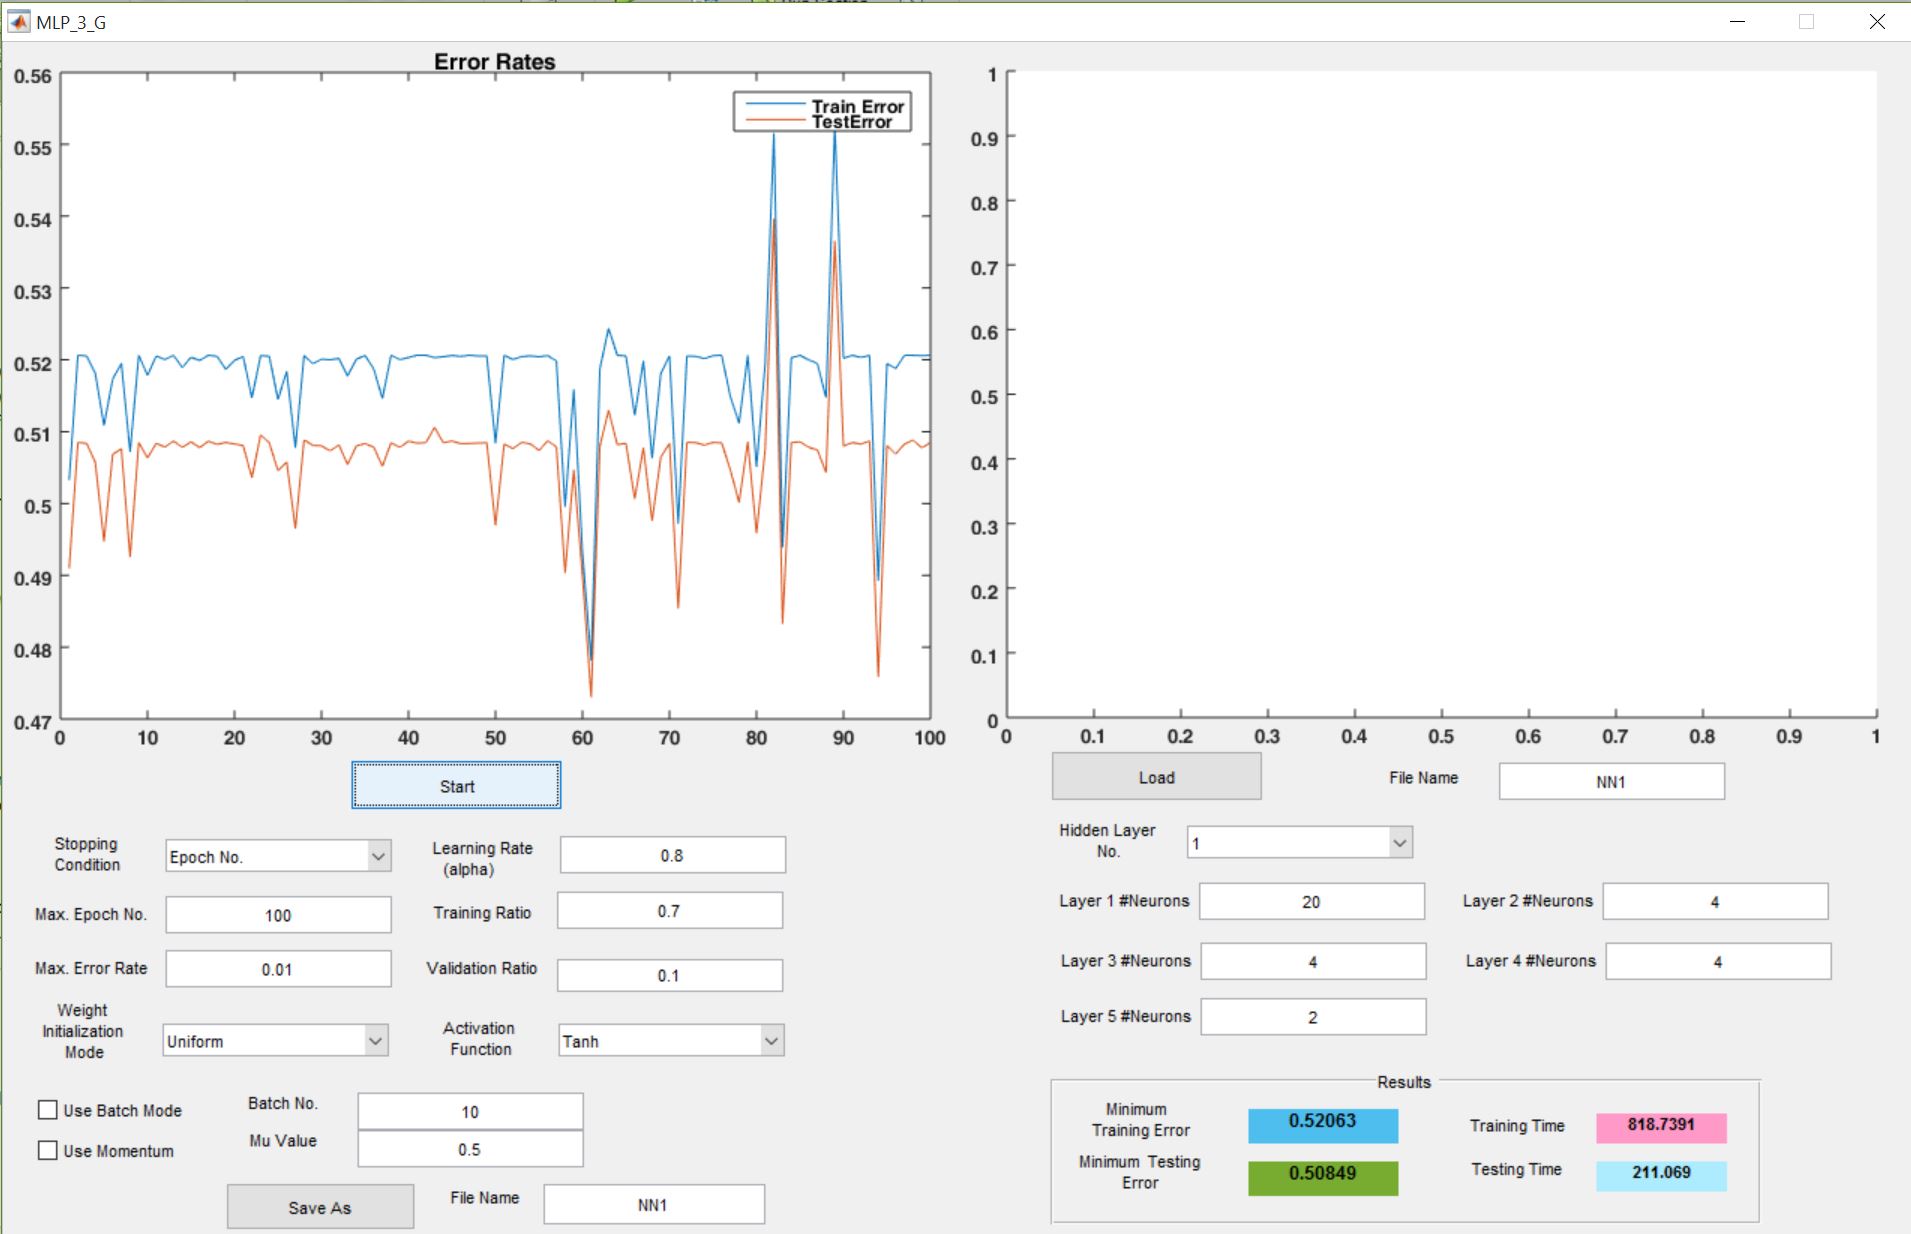 MLP_3_G
Error Rates
Train Error
TestError
0.56
0.55
0.54
0.53
0.52
0.51
0.5
0.49
0.48
0.47
0 10 20 30 40 50 60 70 80 90 100
1
0.9
0.8
0.7
0.6
0.5
0.4
0.3
0.2
0.1
0
0 0.1 0.2 0.3 0.4 0.5 0.6 0.7 0.8 0.9 1
Start
Stopping
Condition
Epoch No.
Learning Rate
(alpha)
0.8
Max. Epoch No.
100
Training Ratio
0.7
Max. Error Rate
0.01
Validation Ratio
0.1
Weight
Initialization
Mode
Uniform
Activation
Function
Tanh
Use Batch Mode
Batch No.
10
Use Momentum
Mu Value
0.5
Save As
File Name
NN1
Load
File Name
NN1
Hidden Layer
No.
1
Layer 1 #Neurons
20
Layer 2 #Neurons
4
Layer 3 #Neurons
4
Layer 4 #Neurons
4
Layer 5 #Neurons
2
Results
Minimum
Training Error
0.52063
Training Time
818.7391
Minimum Testing
Error
0.50849
Testing Time
211.069